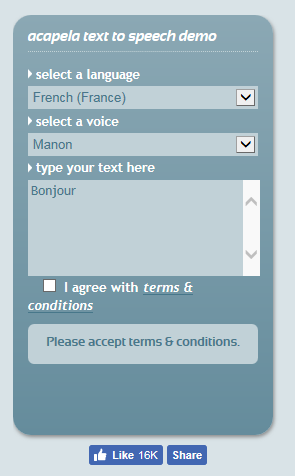 acapela text to speech demo
select a language
French (France)
select a voice
Manon
type your text here
Bonjour
I agree with terms &
conditions
Please accept terms & conditions.
Like 16K Share